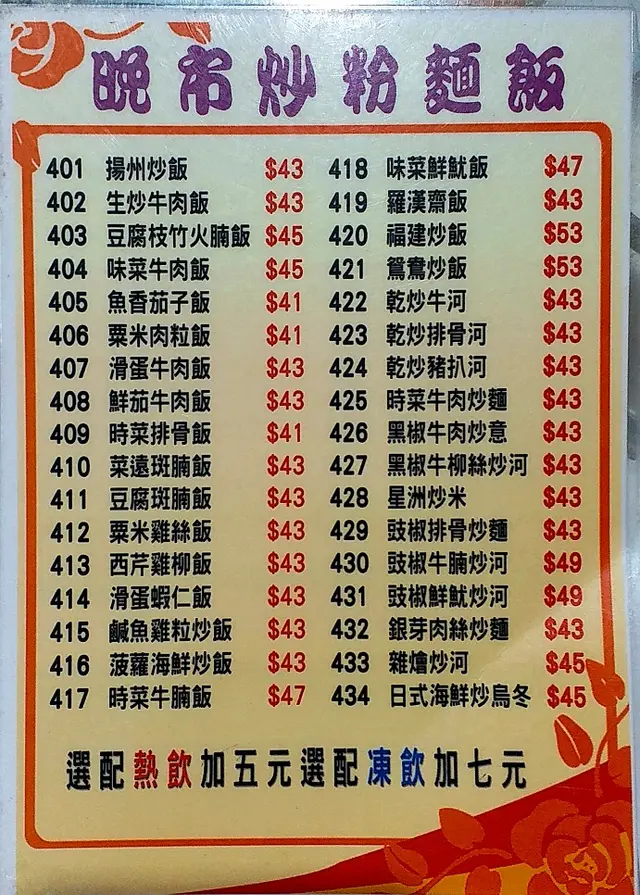 晚市炒粉麵飯
401 揚州炒飯 $43
402 生炒牛肉飯 $43
403 豆腐枝竹火腩飯 $45
404 味菜牛肉飯 $45
405 魚香茄子飯 $41
406 粟米肉粒飯 $41
407 滑蛋牛肉飯 $43
408 鮮茄牛肉飯 $43
409 時菜排骨飯 $41
410 菜遠斑腩飯 $43
411 豆腐斑腩飯 $43
412 粟米雞絲飯 $43
413 西芹雞柳飯 $43
414 滑蛋蝦仁飯 $43
415 鹹魚雞粒炒飯 $43
416 菠蘿海鮮炒飯 $43
417 時菜牛腩飯 $47
418 味菜鮮魷飯 $47
419 羅漢齋飯 $43
420 福建炒飯 $53
421 鴛鴦炒飯 $53
422 乾炒牛河 $43
423 乾炒排骨河 $43
424 乾炒豬扒河 $43
425 時菜牛肉炒麵 $43
426 黑椒牛肉炒意 $43
427 黑椒牛柳絲炒河 $43
428 星洲炒米 $43
429 豉椒排骨炒麵 $43
430 豉椒牛腩炒河 $49
431 豉椒鮮魷炒河 $49
432 銀芽肉絲炒麵 $43
433 雜燴炒河 $45
434 日式海鮮炒烏冬 $45
選配熱飲加五元選配凍飲加七元